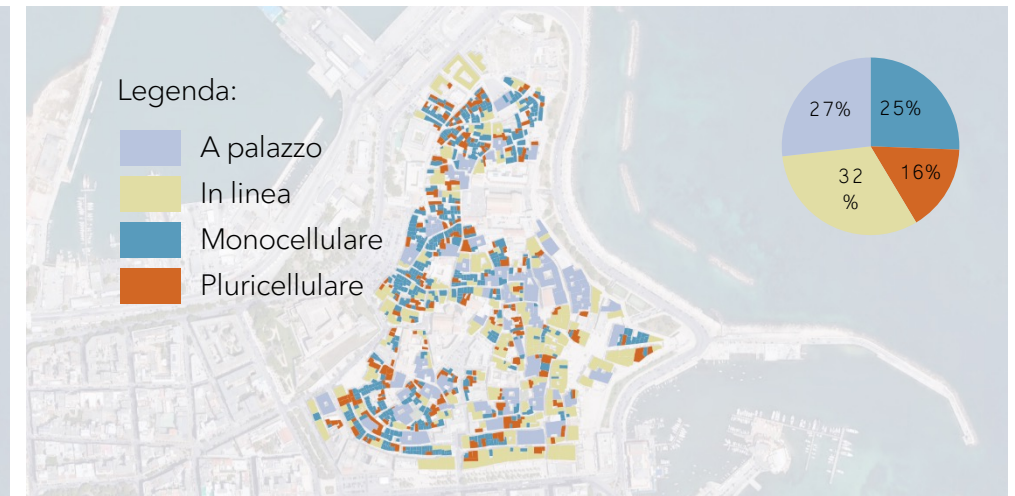 Legenda:
A palazzo
In linea
Monocellulare
Pluricellulare
27%
25%
16%
32
%